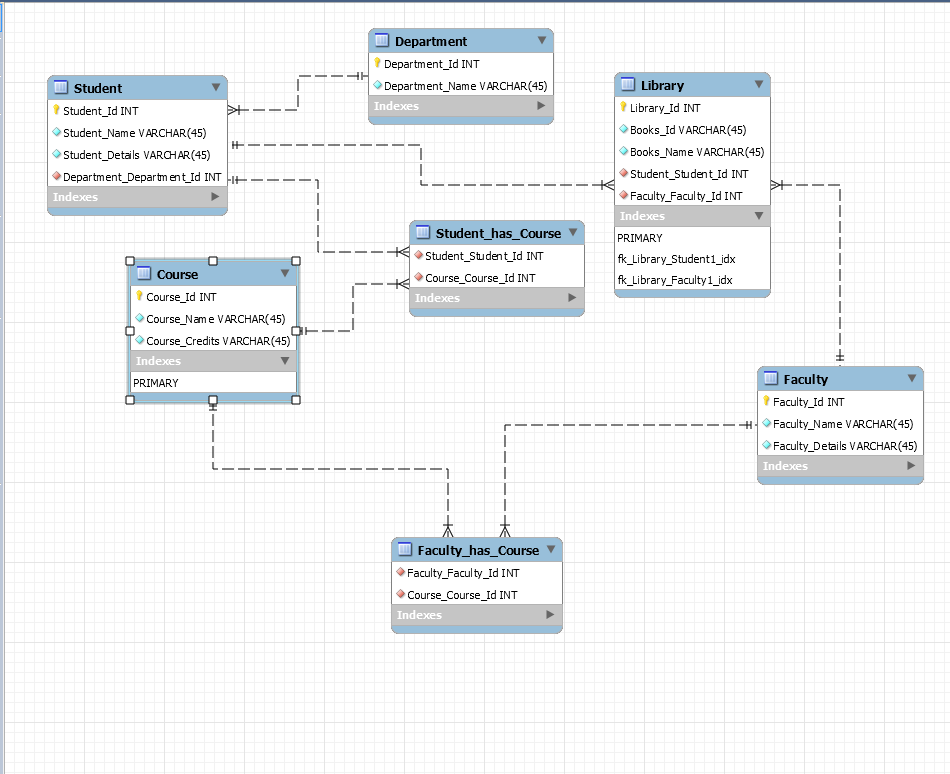 Department
Department_Id INT
Department_Name VARCHAR(45)
Indexes
Student
Student_Id INT
Student_Name VARCHAR(45)
Student_Details VARCHAR(45)
Department_Department_Id INT
Indexes
Library
Library_Id INT
Books_Id VARCHAR(45)
Books_Name VARCHAR(45)
Student_Student_Id INT
Faculty_Faculty_Id INT
Indexes
PRIMARY
fk_Library_Student1_idx
fk_Library_Faculty1_idx
Student_has_Course
Student_Student_Id INT
Course_Course_Id INT
Indexes
Course
Course_Id INT
Course_Name VARCHAR(45)
Course_Credits VARCHAR(45)
Indexes
PRIMARY
Faculty
Faculty_Id INT
Faculty_Name VARCHAR(45)
Faculty_Details VARCHAR(45)
Indexes
Faculty_has_Course
Faculty_Faculty_Id INT
Course_Course_Id INT
Indexes